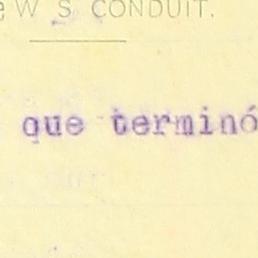 W S CONDUIT.
que terminó